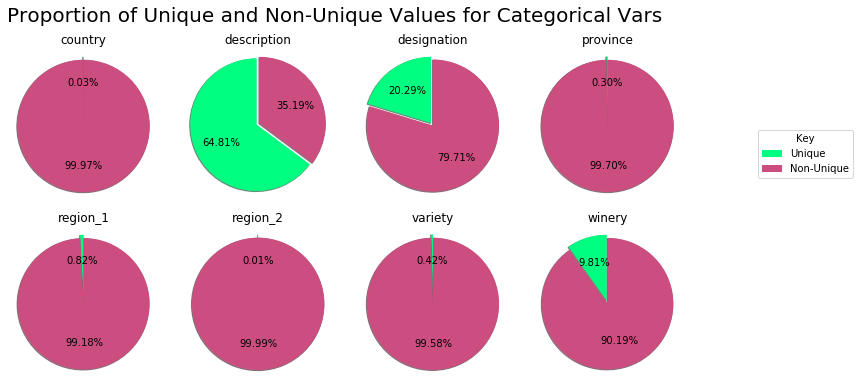 Proportion of Unique and Non-Unique Values for Categorical Vars
country
description
designation
province
0.03%
99.97%
35.19%
64.81%
20.29%
79.71%
0.30%
99.70%
Key
Unique
Non-Unique
region_1
region_2
variety
winery
0.82%
99.18%
0.01%
99.99%
0.42%
99.58%
9.81%
90.19%